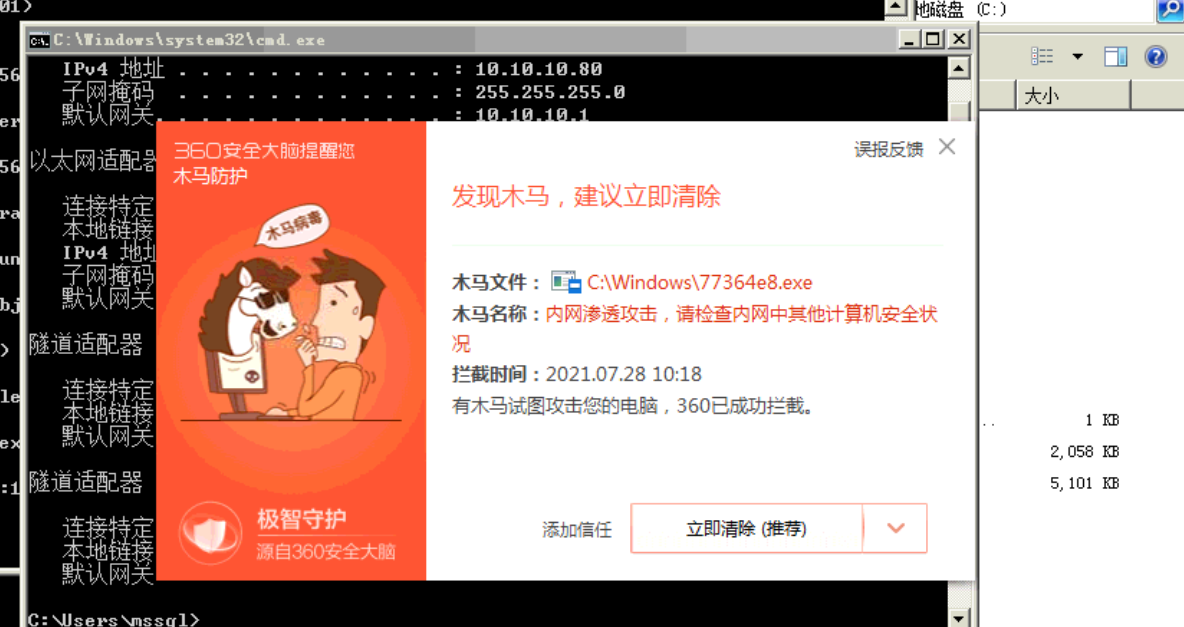 01>
地磁盘 (C:)
C:\Windows\system32\cmd.exe
大小
IPv4 地址 . . . . . . . . . . . . : 10.10.10.80
子网掩码 . . . . . . . . . . . . : 255.255.255.0
默认网关. . . . . . . . . . . . . : 10.10.10.1
以太网适配器
连接特定
本地链接
IPv4 地址
子网掩码
默认网关
隧道适配器
连接特定
本地链接
默认网关
隧道适配器
连接特定
本地链接
默认网关
C:\Users\mssql>
56
er
56
ra
un
bj
>
le
ex
:1
360安全大脑提醒您
木马防护
木马病毒
极智守护
源自360安全大脑
误报反馈
发现木马，建议立即清除
木马文件： C:\Windows\77364e8.exe
木马名称：内网渗透攻击，请检查内网中其他计算机安全状
况
拦截时间：2021.07.28 10:18
有木马试图攻击您的电脑，360已成功拦截。
添加信任
立即清除 (推荐)
..
1 KB
2,058 KB
5,101 KB